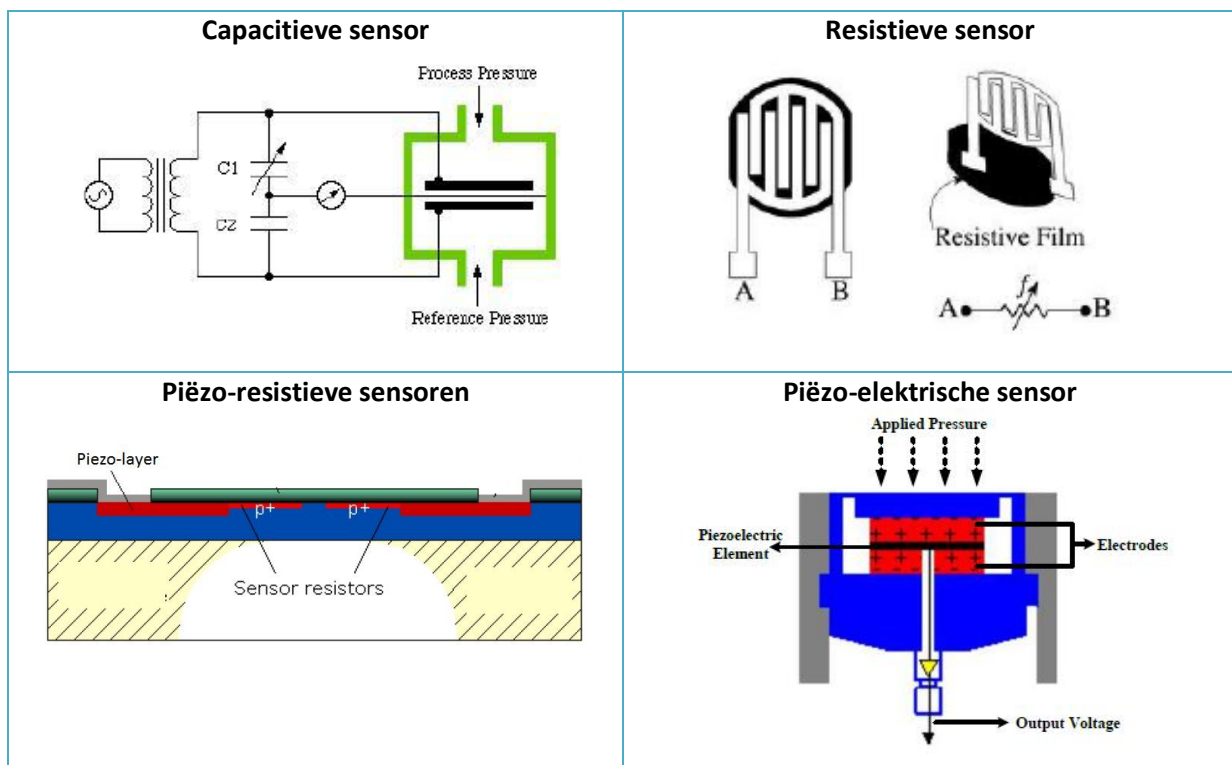 Capacitieve sensor
Process Pressure
C1
C2
Reference Pressure
Resistieve sensor
A
B
Resistive Film
f
A
B
Piëzo-resistieve sensoren
Piezo-layer
p+
p+
Sensor resistors
Piëzo-elektrische sensor
Applied Pressure
Piezoelectric
Element
Electrodes
Output Voltage